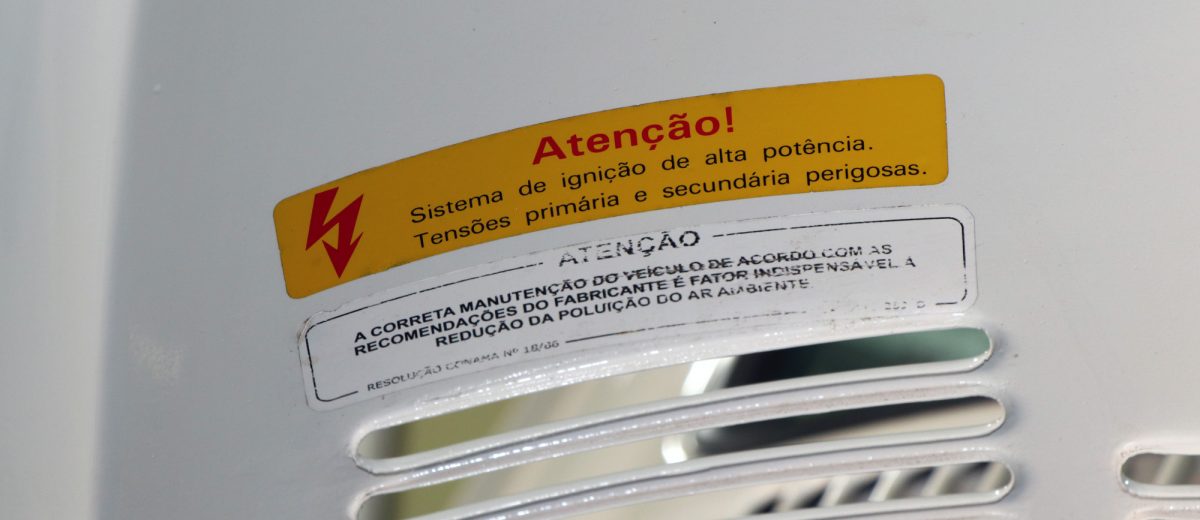 Atenção!
Sistema de ignição de alta potência.
Tensões primária e secundária perigosas.
ATENÇÃO
A CORRETA MANUTENÇÃO DO VEÍCULO DE ACORDO COM AS
RECOMENDAÇÕES DO FABRICANTE É FATOR INDISPENSÁVEL À
REDUÇÃO DA POLUIÇÃO DO AR AMBIENTE
RESOLUÇÃO CONAMA Nº 18/86